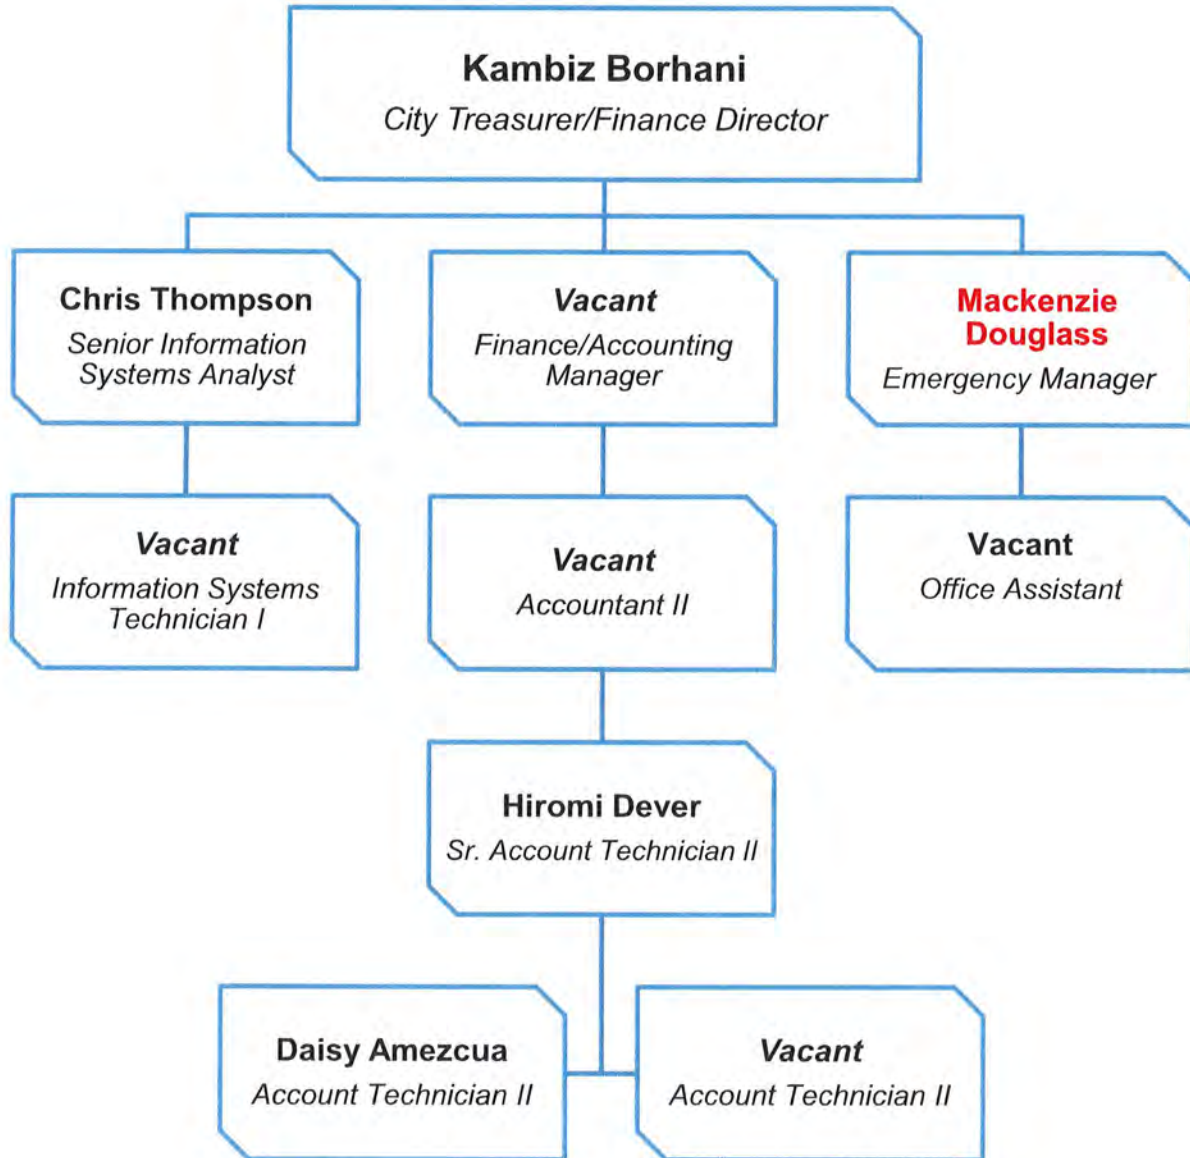 Kambiz Borhani
City Treasurer/Finance Director
Chris Thompson
Senior Information
Systems Analyst
Vacant
Finance/Accounting
Manager
Mackenzie
Douglass
Emergency Manager
Vacant
Information Systems
Technician I
Vacant
Accountant II
Vacant
Office Assistant
Hiromi Dever
Sr. Account Technician II
Daisy Amezcua
Account Technician II
Vacant
Account Technician II